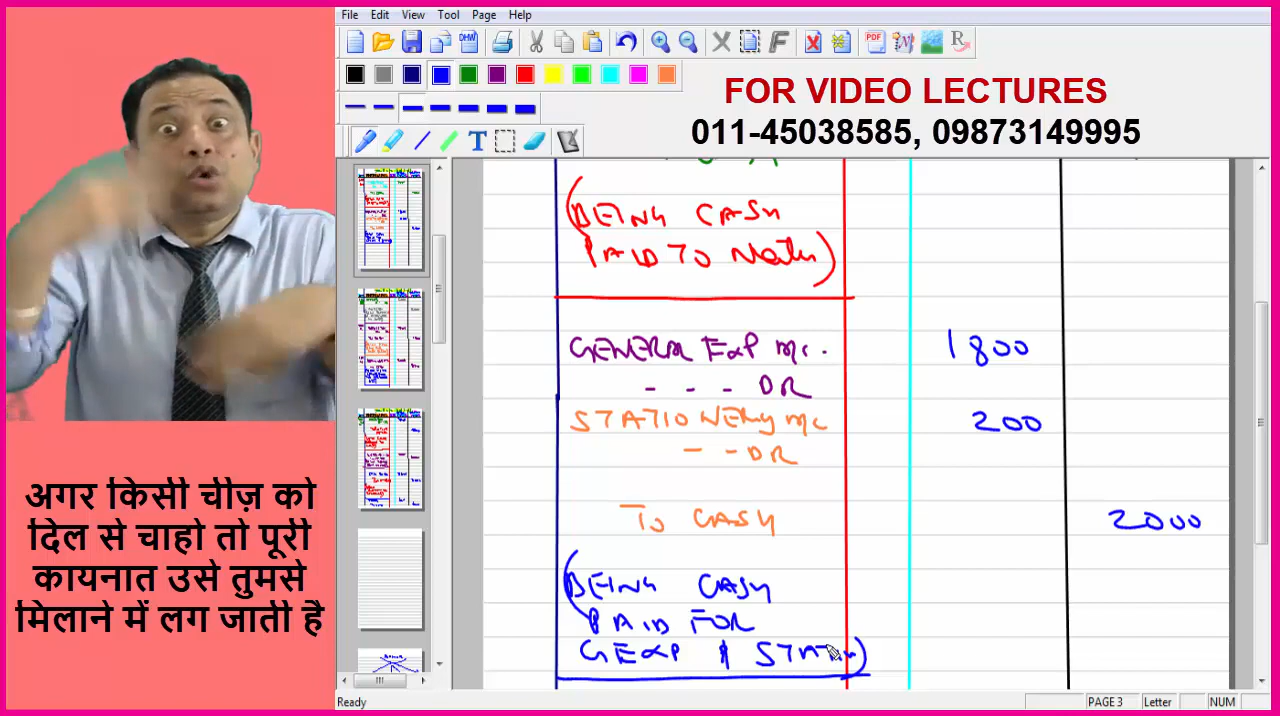 File Edit View Tool Page Help
FOR VIDEO LECTURES
011-45038585, 09873149995
(BEING CASH
PAID TO
GENERAL EXP A/c.
- - - DR
1800
STATIONERY A/c
- - DR
200
TO CASH
2000
(BEING CASH
PAID FOR
GEXP &
अगर किसी चीज़ को
दिल से चाहो तो पूरी
कायनात उसे तुमसे
मिलाने में लग जाती है
Ready
PAGE 3
Letter
NUM